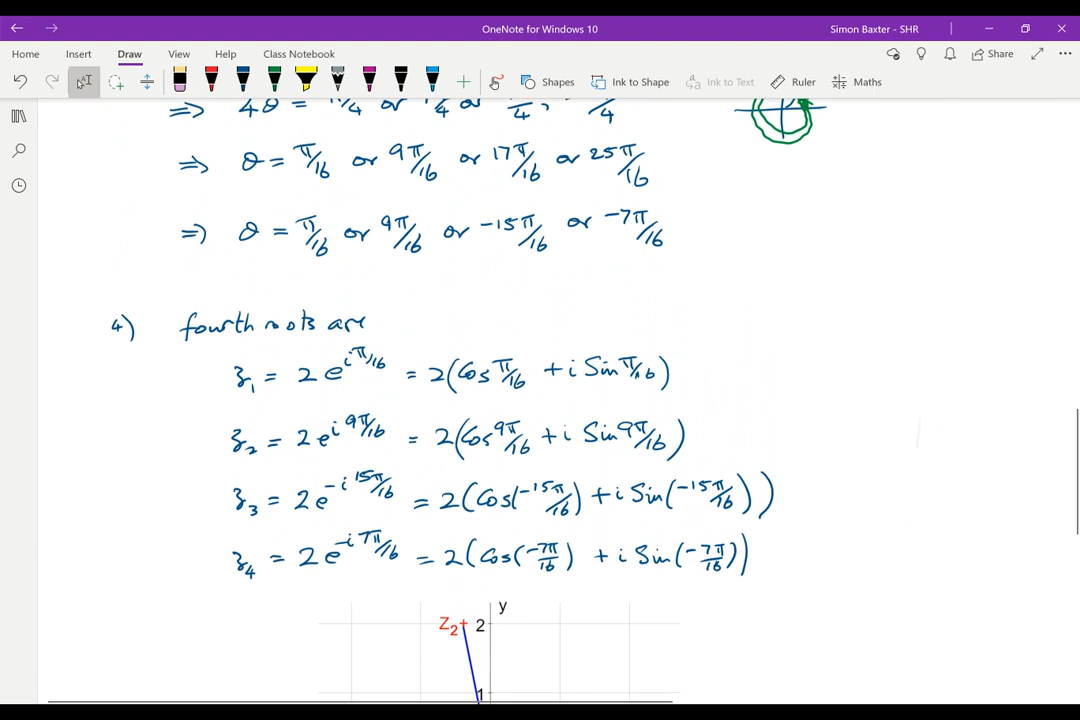 OneNote for Windows 10
Simon Baxter - SHR
Home Insert Draw View Help Class Notebook
Share
Shapes Ink to Shape Ink to Text Ruler Maths
⇒ 4θ = π/4 or or
⇒ θ = π/16 or 9π/16 or 17π/16 or 25π/16
⇒ θ = π/16 or 9π/16 or -15π/16 or -7π/16
4) fourth roots are
z₁ = 2e^(iπ/16) = 2(Cos π/16 + i Sin π/16)
z₂ = 2e^(i9π/16) = 2(Cos 9π/16 + i Sin 9π/16)
z₃ = 2e^(-i15π/16) = 2(Cos(-15π/16) + i Sin(-15π/16))
z₄ = 2e^(-i7π/16) = 2(Cos(-7π/16) + i Sin(-7π/16))
y
Z₂ 2
1